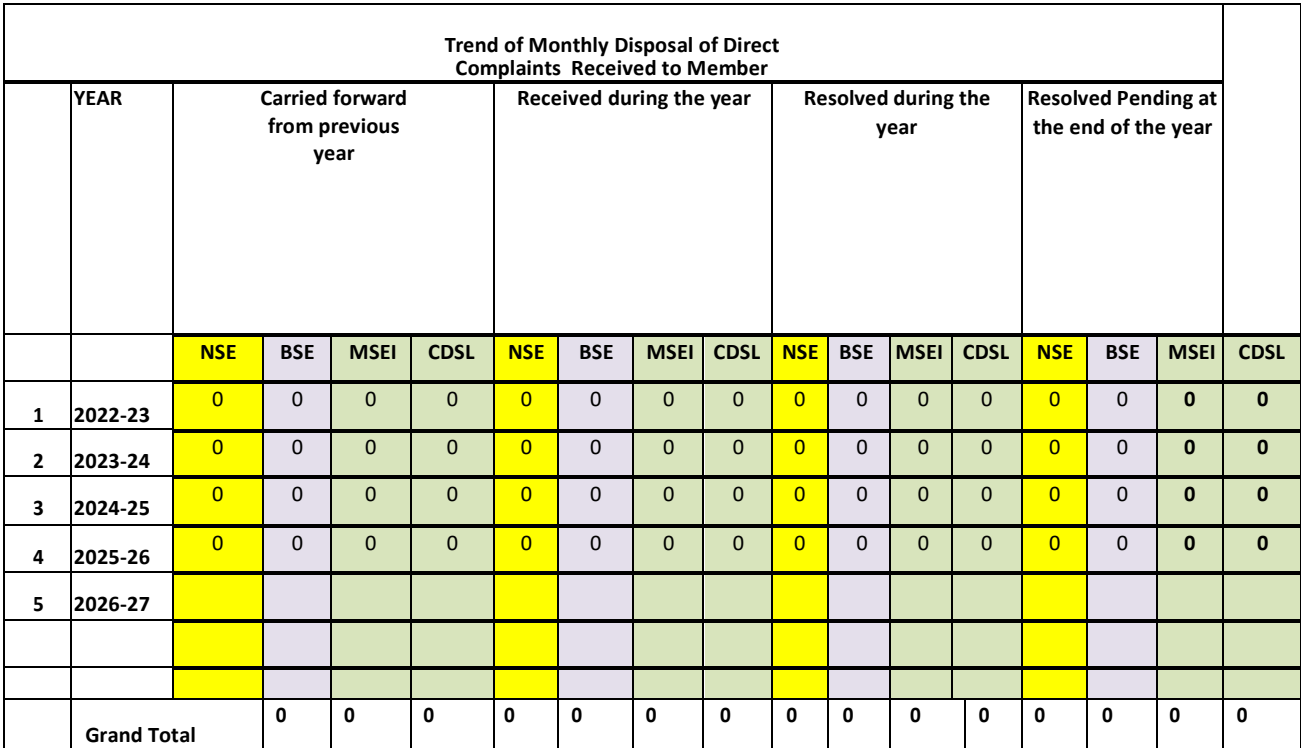 Trend of Monthly Disposal of Direct
Complaints Received to Member
YEAR Carried forward Received during the year Resolved during the Resolved Pending at
from previous year the end of the year
year
NSE BSE MSEI CDSL NSE BSE MSEI CDSL NSE BSE MSEI CDSL NSE BSE MSEI CDSL
1 2022-23 0 0 0 0 0 0 0 0 0 0 0 0 0 0 0 0
2 2023-24 0 0 0 0 0 0 0 0 0 0 0 0 0 0 0 0
3 2024-25 0 0 0 0 0 0 0 0 0 0 0 0 0 0 0 0
4 2025-26 0 0 0 0 0 0 0 0 0 0 0 0 0 0 0 0
5 2026-27
Grand Total 0 0 0 0 0 0 0 0 0 0 0 0 0 0 0